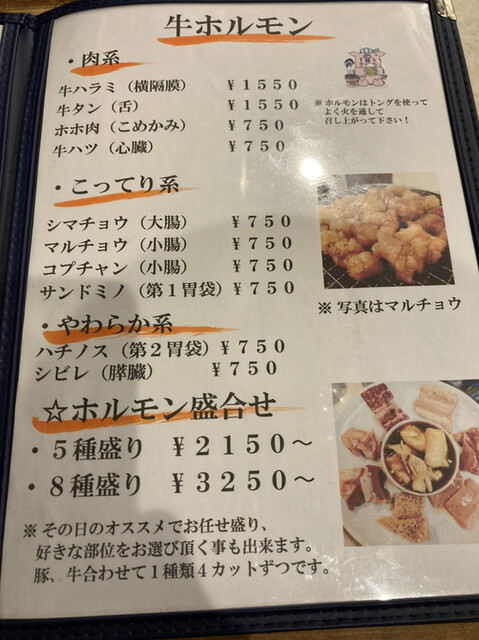 牛ホルモン
・肉系
牛ハラミ（横隔膜） ￥１５５０
牛タン（舌） ￥１５５０
ホホ肉（こめかみ） ￥７５０
牛ハツ（心臓） ￥７５０
※ ホルモンはトングを使って
よく火を通して
召し上がって下さい！
・こってり系
シマチョウ（大腸） ￥７５０
マルチョウ（小腸） ￥７５０
コプチャン（小腸） ￥７５０
サンドミノ（第１胃袋）￥７５０
※ 写真はマルチョウ
・やわらか系
ハチノス（第２胃袋）￥７５０
シビレ（膵臓） ￥７５０
☆ホルモン盛合せ
・５種盛り ￥２１５０～
・８種盛り ￥３２５０～
※ その日のオススメでお任せ盛り、
好きな部位をお選び頂く事も出来ます。
豚、牛合わせて１種類４カットずつです。